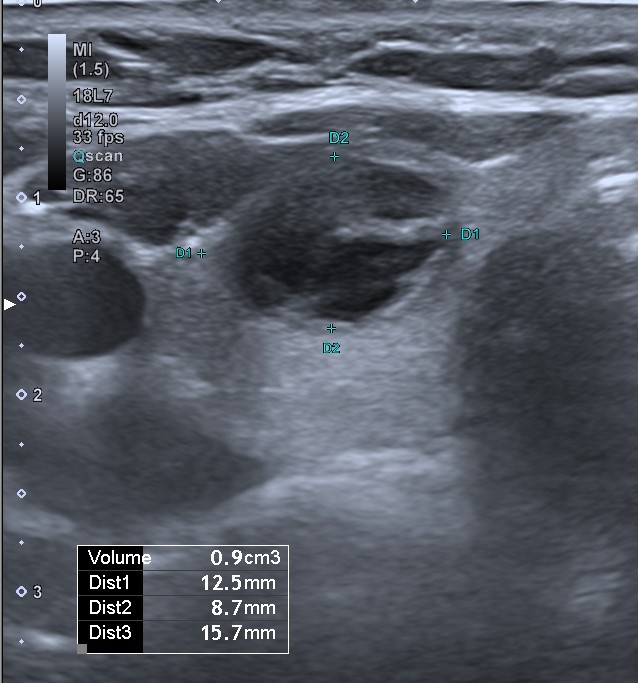 0
MI
(1.5)
18L7
d12.0
33 fps
Qscan
G:86
DR:65
A:3
P:4
D2
D1
D1
D2
1
2
3
Volume 0.9cm3
Dist1 12.5mm
Dist2 8.7mm
Dist3 15.7mm